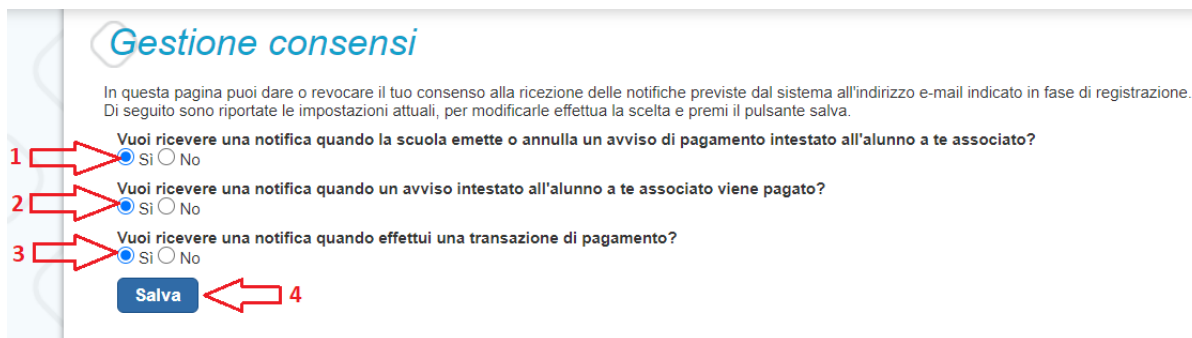 Gestione consensi
In questa pagina puoi dare o revocare il tuo consenso alla ricezione delle notifiche previste dal sistema all'indirizzo e-mail indicato in fase di registrazione.
Di seguito sono riportate le impostazioni attuali, per modificarle effettua la scelta e premi il pulsante salva.
Vuoi ricevere una notifica quando la scuola emette o annulla un avviso di pagamento intestato all'alunno a te associato?
1 Sì No
Vuoi ricevere una notifica quando un avviso intestato all'alunno a te associato viene pagato?
2 Sì No
Vuoi ricevere una notifica quando effettui una transazione di pagamento?
3 Sì No
Salva 4